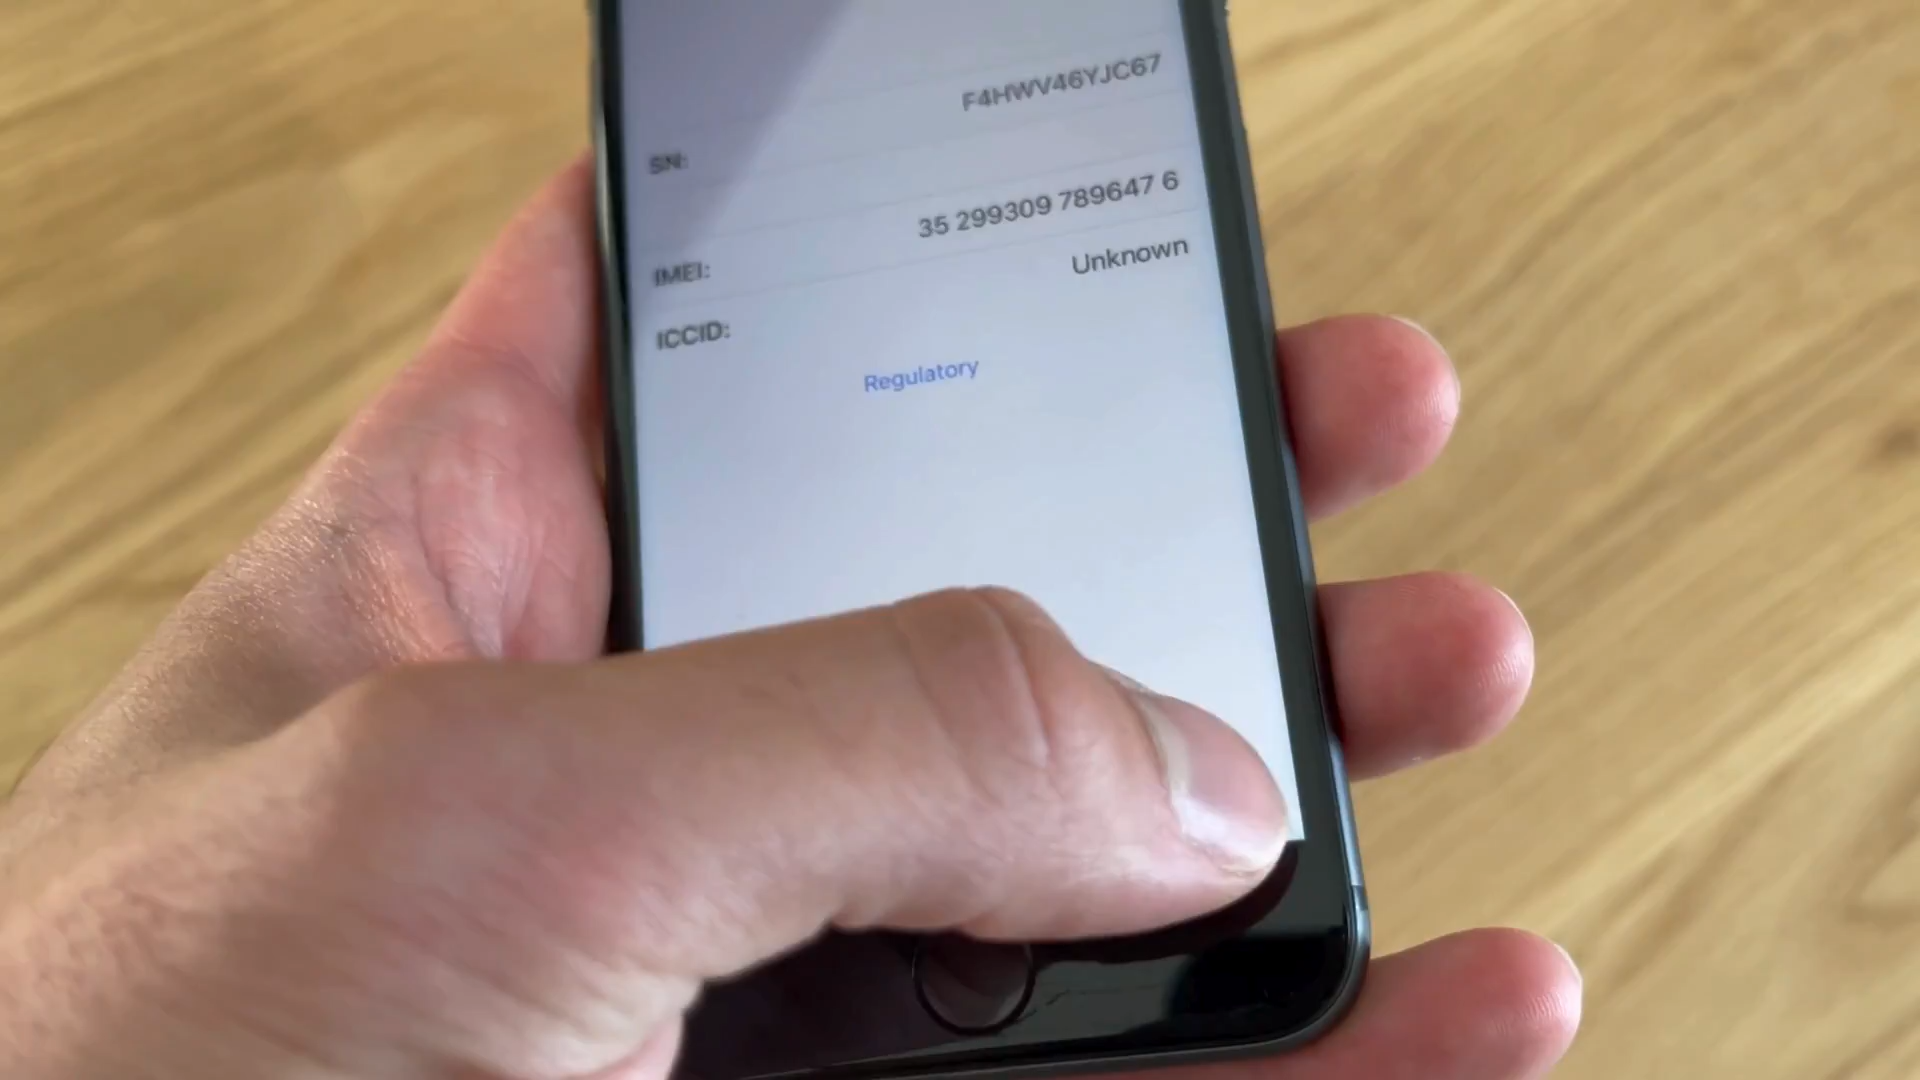 SN: F4HWV46YJC67
IMEI: 35 299309 789647 6
ICCID: Unknown
Regulatory